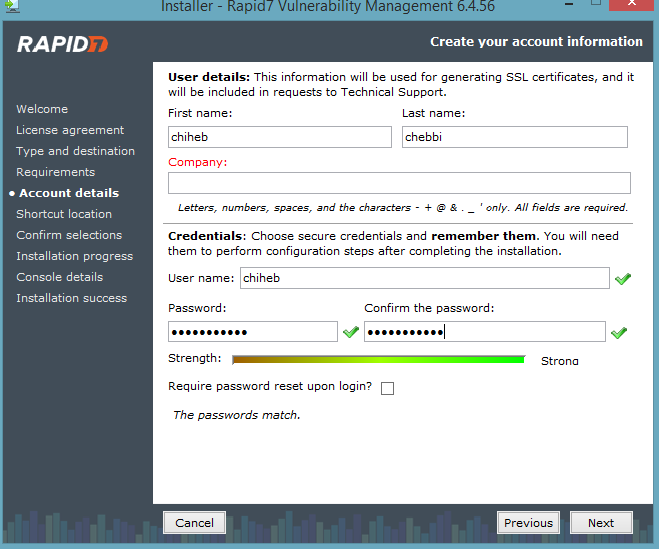 Installer - Rapid7 Vulnerability Management 6.4.56
RAPID7
Create your account information
Welcome
License agreement
Type and destination
Requirements
• Account details
Shortcut location
Confirm selections
Installation progress
Console details
Installation success
User details: This information will be used for generating SSL certificates, and it
will be included in requests to Technical Support.
First name: Last name:
chiheb chebbi
Company:
Letters, numbers, spaces, and the characters - + @ & . _ ' only. All fields are required.
Credentials: Choose secure credentials and remember them. You will need
them to perform configuration steps after completing the installation.
User name: chiheb
Password: Confirm the password:
••••••••••• •••••••••••
Strength: Strong
Require password reset upon login?
The passwords match.
Cancel Previous Next